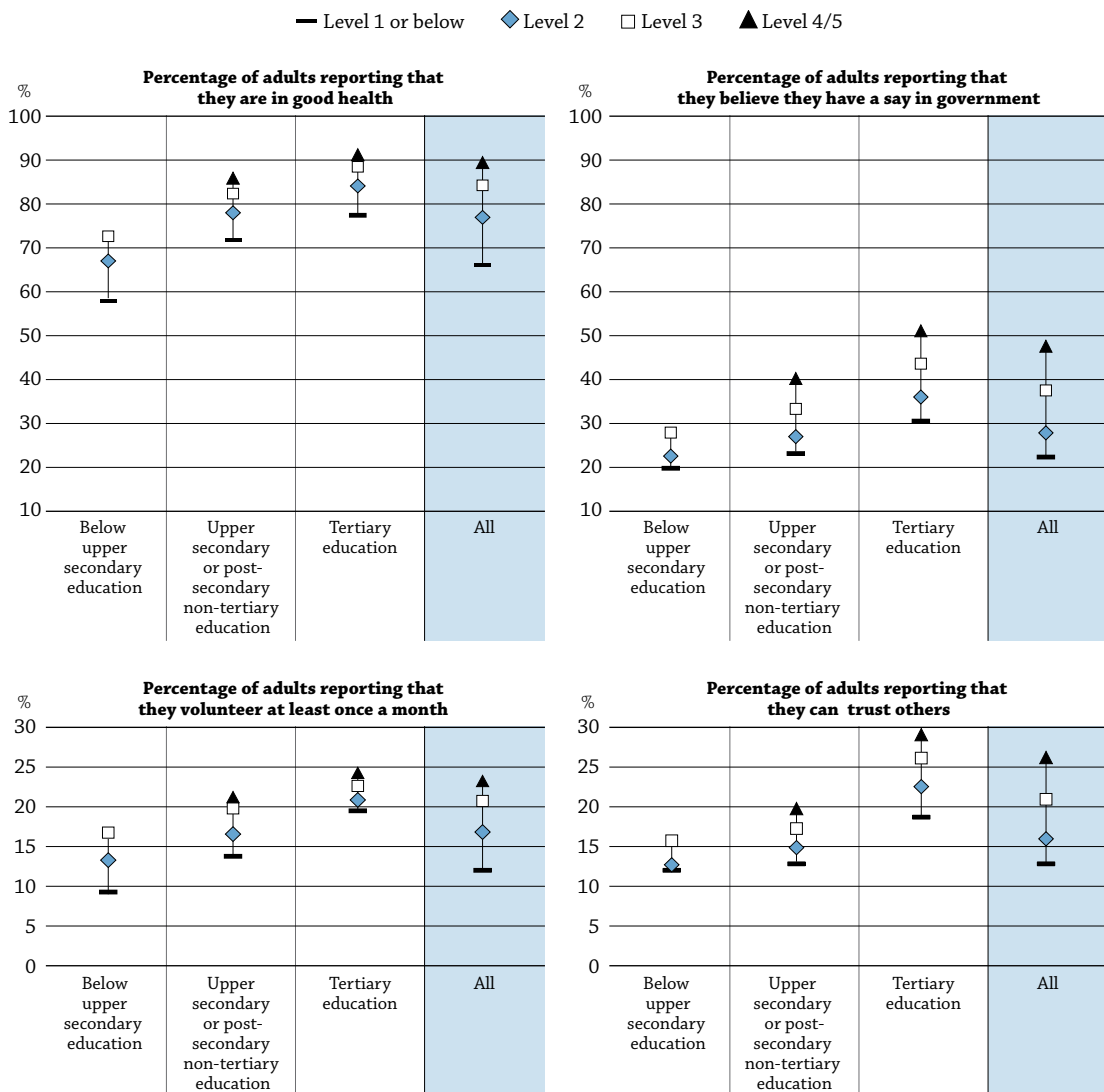 Level 1 or below Level 2 Level 3 Level 4/5
Percentage of adults reporting that
they are in good health
%
100
90
80
70
60
50
40
30
20
10
Below
upper
secondary
education
Upper
secondary
or post-
secondary
non-tertiary
education
Tertiary
education
All
Percentage of adults reporting that
they believe they have a say in government
%
100
90
80
70
60
50
40
30
20
10
Below
upper
secondary
education
Upper
secondary
or post-
secondary
non-tertiary
education
Tertiary
education
All
Percentage of adults reporting that
they volunteer at least once a month
%
30
25
20
15
10
5
0
Below
upper
secondary
education
Upper
secondary
or post-
secondary
non-tertiary
education
Tertiary
education
All
Percentage of adults reporting that
they can trust others
%
30
25
20
15
10
5
0
Below
upper
secondary
education
Upper
secondary
or post-
secondary
non-tertiary
education
Tertiary
education
All